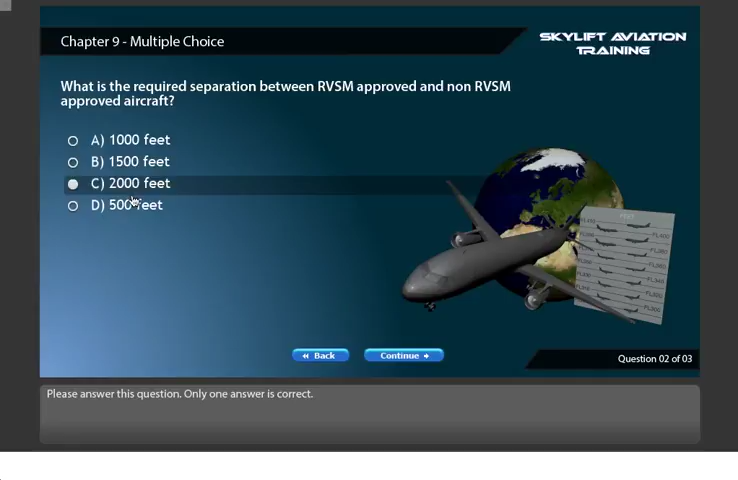 Chapter 9 - Multiple Choice
SKYLIFT AVIATION
TRAINING
What is the required separation between RVSM approved and non RVSM
approved aircraft?
A) 1000 feet
B) 1500 feet
C) 2000 feet
D) 500 feet
FEET
Back
Continue
Question 02 of 03
Please answer this question. Only one answer is correct.